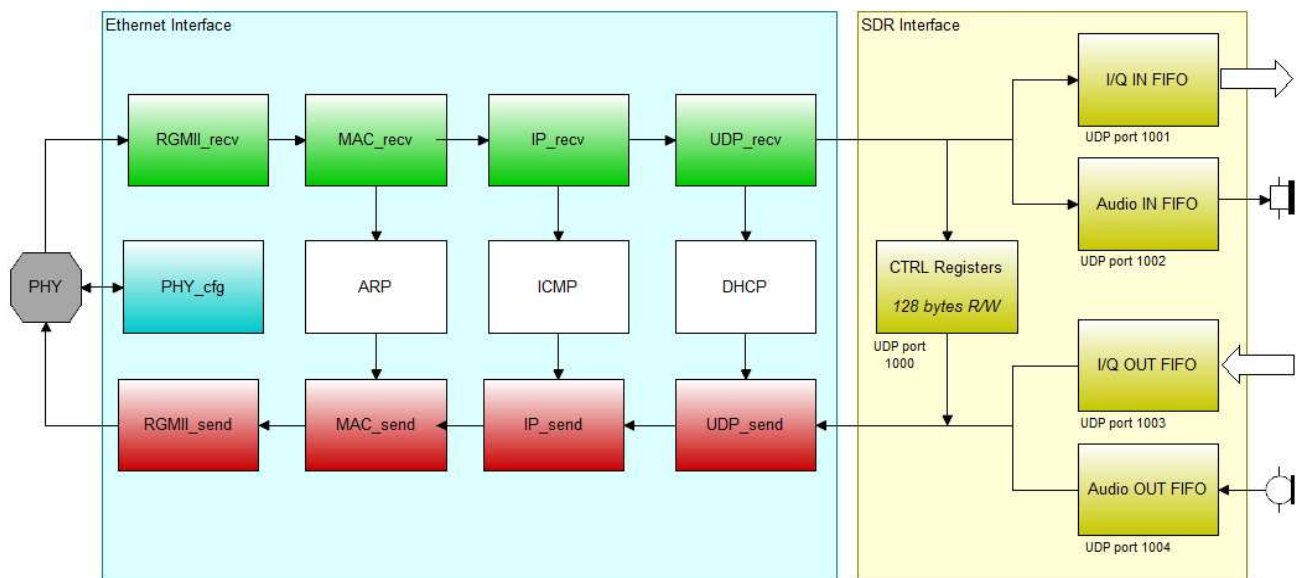 Ethernet Interface
SDR Interface
I/Q IN FIFO
UDP port 1001
RGMII_recv
MAC_recv
IP_recv
UDP_recv
Audio IN FIFO
UDP port 1002
PHY
PHY_cfg
ARP
ICMP
DHCP
CTRL Registers
128 bytes R/W
UDP port
1000
I/Q OUT FIFO
UDP port 1003
RGMII_send
MAC_send
IP_send
UDP_send
Audio OUT FIFO
UDP port 1004